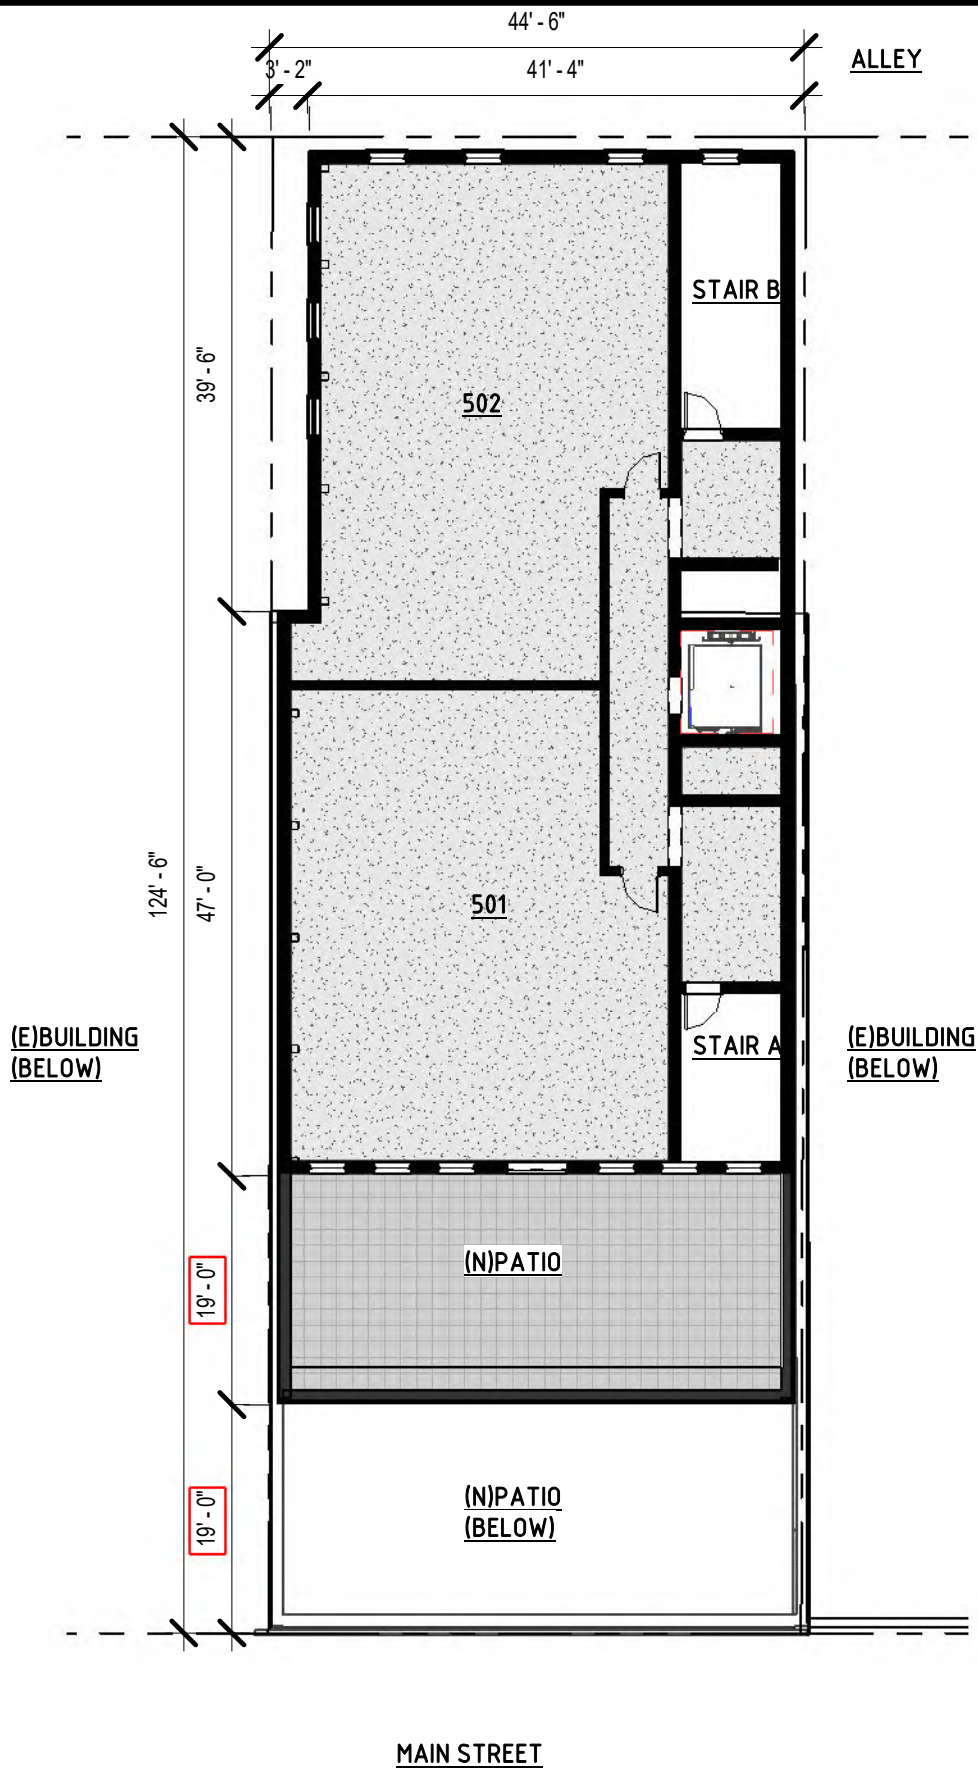 44' - 6"
ALLEY
3' - 2"
41' - 4"
STAIR B
39' - 6"
502
124' - 6"
47' - 0"
501
(E)BUILDING
(BELOW)
STAIR A
(E)BUILDING
(BELOW)
19' - 0"
(N)PATIO
19' - 0"
(N)PATIO
(BELOW)
MAIN STREET